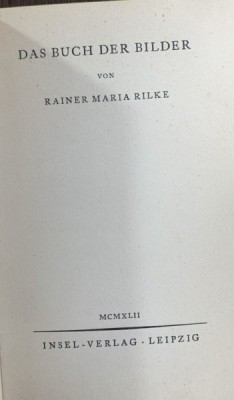 DAS BUCH DER BILDER
VON
RAINER MARIA RILKE
MCMXLII
INSEL-VERLAG · LEIPZIG